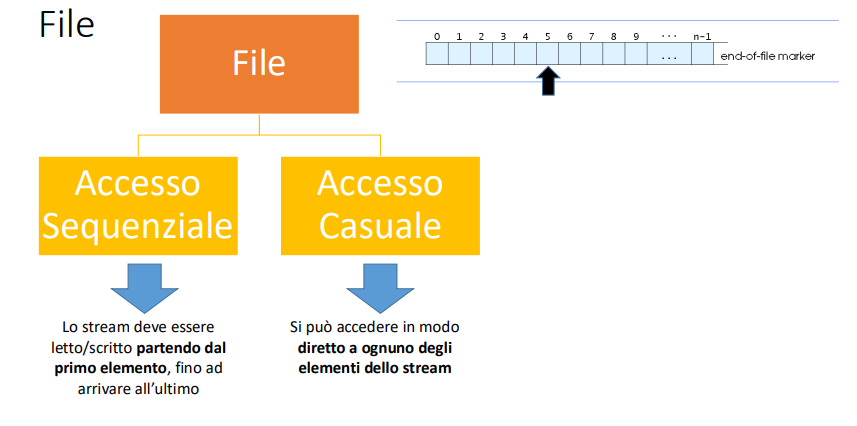 File
File
0 1 2 3 4 5 6 7 8 9 ... n-1
... end-of-file marker
Accesso
Sequenziale
Accesso
Casuale
Lo stream deve essere
letto/scritto partendo dal
primo elemento, fino ad
arrivare all’ultimo
Si può accedere in modo
diretto a ognuno degli
elementi dello stream